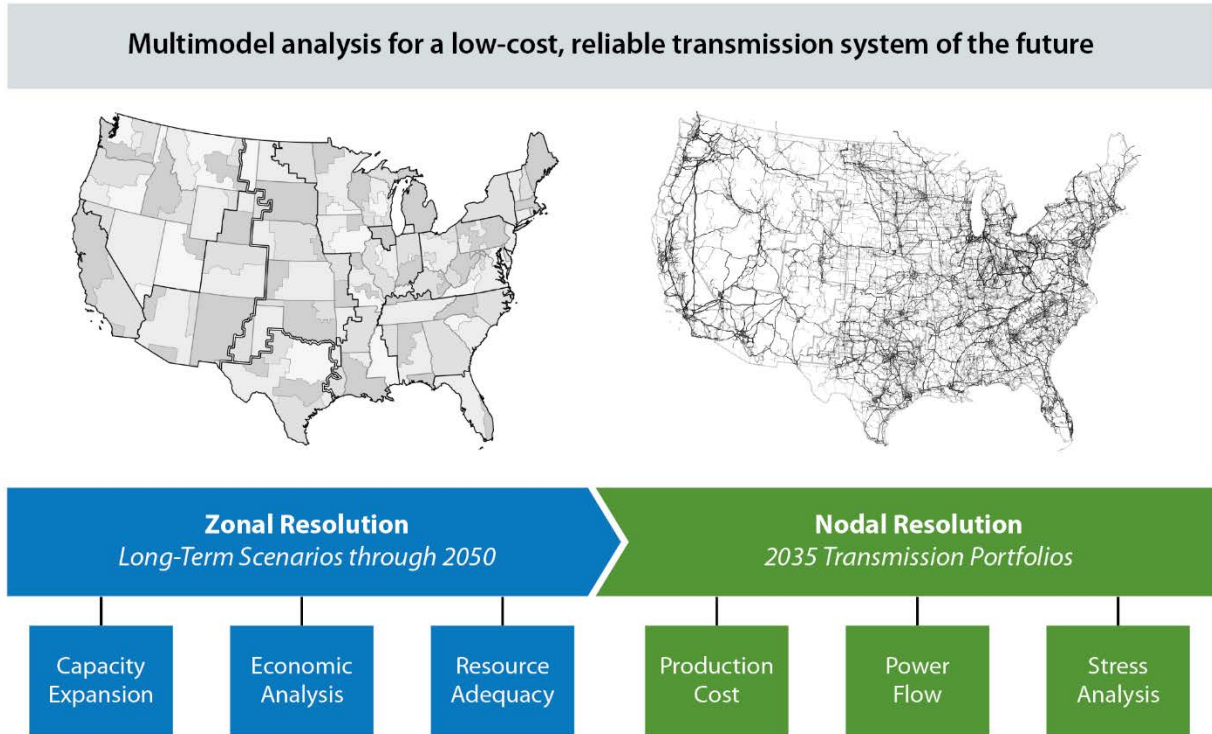 Multimodel analysis for a low-cost, reliable transmission system of the future
Zonal Resolution
Long-Term Scenarios through 2050
Nodal Resolution
2035 Transmission Portfolios
Capacity
Expansion
Economic
Analysis
Resource
Adequacy
Production
Cost
Power
Flow
Stress
Analysis